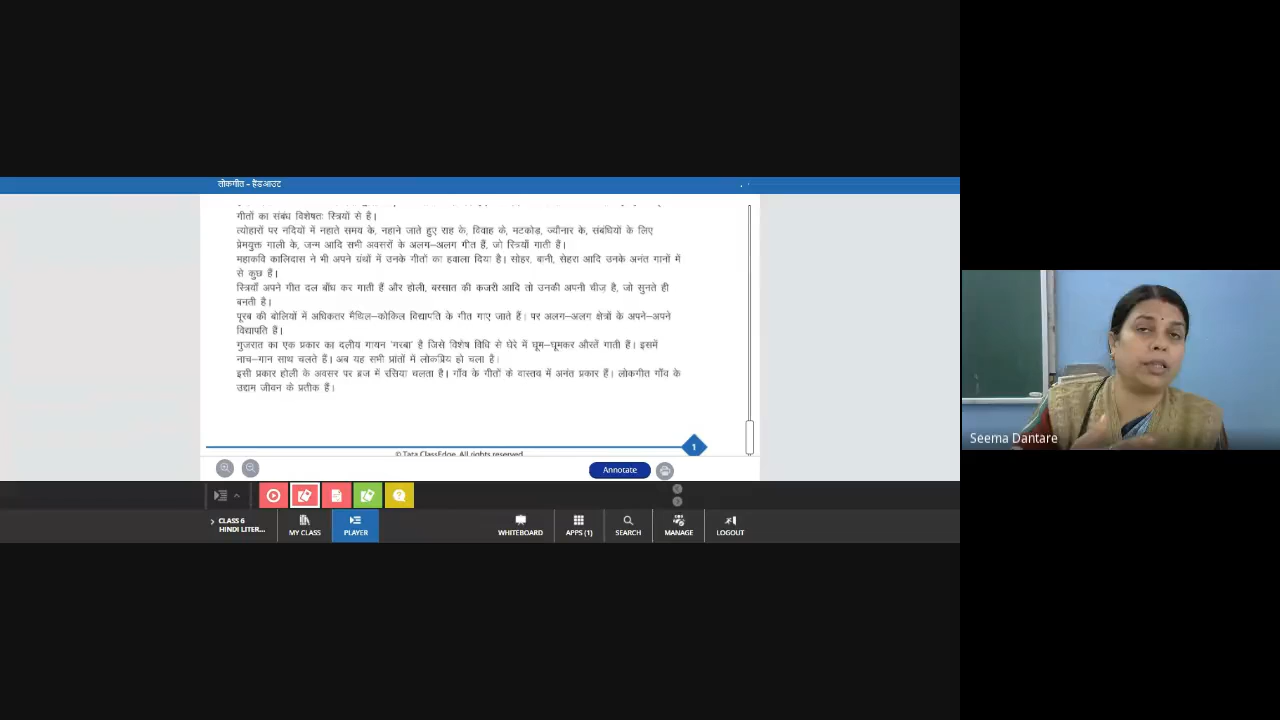 लोकगीत – हैंडआउट
गीतों का संबंध विशेषतः स्त्रियों से है।
त्योहारों पर नदियों में नहाते समय के, नहाने जाते हुए राह के, विवाह के, मटकोड़, ज्यौनार के, संबंधियों के लिए
प्रेमयुक्त गाली के, जन्म आदि सभी अवसरों के अलग–अलग गीत हैं, जो स्त्रियाँ गाती हैं।
महाकवि कालिदास ने भी अपने ग्रंथों में उनके गीतों का हवाला दिया है। सोहर, बानी, सेहरा आदि उनके अनंत गानों में
से कुछ हैं।
स्त्रियाँ अपने गीत दल बाँध कर गाती हैं और होली, बरसात की कजरी आदि तो उनकी अपनी चीज़ है, जो सुनते ही
बनती है।
पूरब की बोलियों में अधिकतर मैथिल–कोकिल विद्यापति के गीत गाए जाते हैं। पर अलग–अलग क्षेत्रों के अपने–अपने
विद्यापति हैं।
गुजरात का एक प्रकार का दलीय गायन 'गरबा' है जिसे विशेष विधि से घेरे में घूम–घूमकर औरतें गाती हैं। इसमें
नाच–गान साथ चलते हैं। अब यह सभी प्रांतों में लोकप्रिय हो चला है।
इसी प्रकार होली के अवसर पर ब्रज में रसिया चलता है। गाँव के गीतों के वास्तव में अनंत प्रकार हैं। लोकगीत गाँव के
उद्दाम जीवन के प्रतीक हैं।
1
© Tata ClassEdge. All rights reserved
Annotate
CLASS 6
HINDI LITER...
MY CLASS
PLAYER
WHITEBOARD
APPS (1)
SEARCH
MANAGE
LOGOUT
Seema Dantare